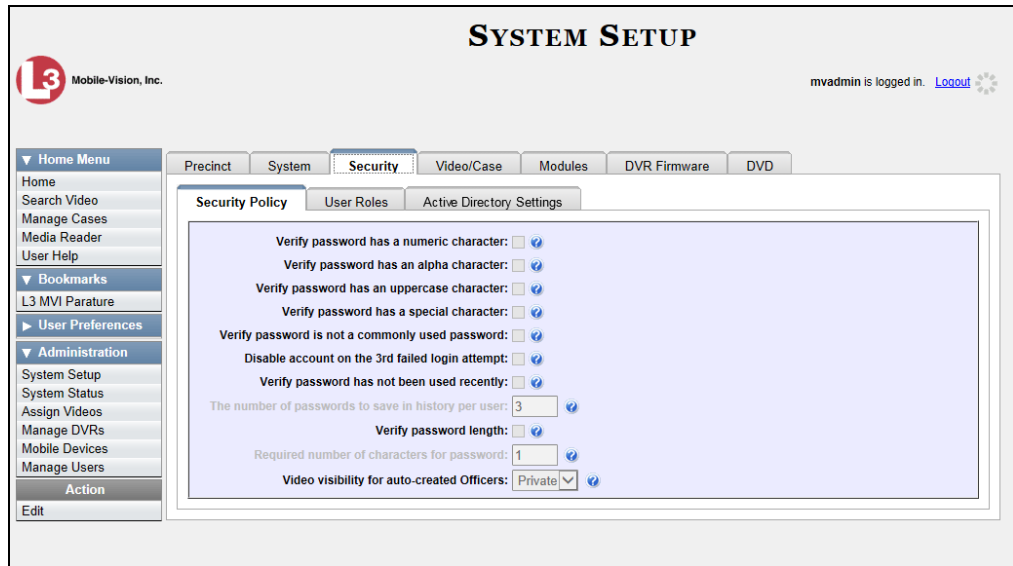 SYSTEM SETUP
L3 Mobile-Vision, Inc.
mvadmin is logged in. Logout
▼ Home Menu
Home
Search Video
Manage Cases
Media Reader
User Help
▼ Bookmarks
L3 MVI Parature
▶ User Preferences
▼ Administration
System Setup
System Status
Assign Videos
Manage DVRs
Mobile Devices
Manage Users
Action
Edit
Precinct System Security Video/Case Modules DVR Firmware DVD
Security Policy User Roles Active Directory Settings
Verify password has a numeric character: ?
Verify password has an alpha character: ?
Verify password has an uppercase character: ?
Verify password has a special character: ?
Verify password is not a commonly used password: ?
Disable account on the 3rd failed login attempt: ?
Verify password has not been used recently: ?
The number of passwords to save in history per user: 3 ?
Verify password length: ?
Required number of characters for password: 1 ?
Video visibility for auto-created Officers: Private ?